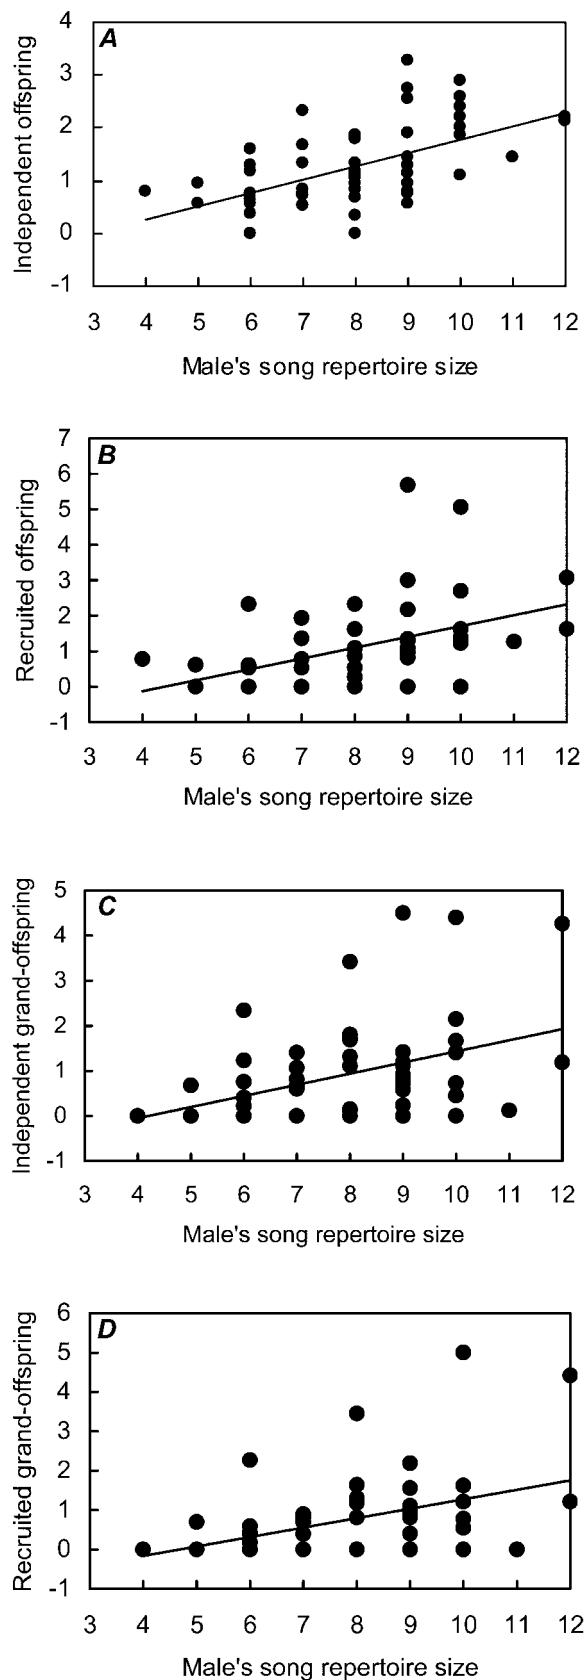 A
Independent offspring
4
3
2
1
0
-1
3 4 5 6 7 8 9 10 11 12
Male's song repertoire size
B
Recruited offspring
7
6
5
4
3
2
1
0
-1
3 4 5 6 7 8 9 10 11 12
Male's song repertoire size
C
Independent grand-offspring
5
4
3
2
1
0
-1
3 4 5 6 7 8 9 10 11 12
Male's song repertoire size
D
Recruited grand-offspring
6
5
4
3
2
1
0
-1
3 4 5 6 7 8 9 10 11 12
Male's song repertoire size